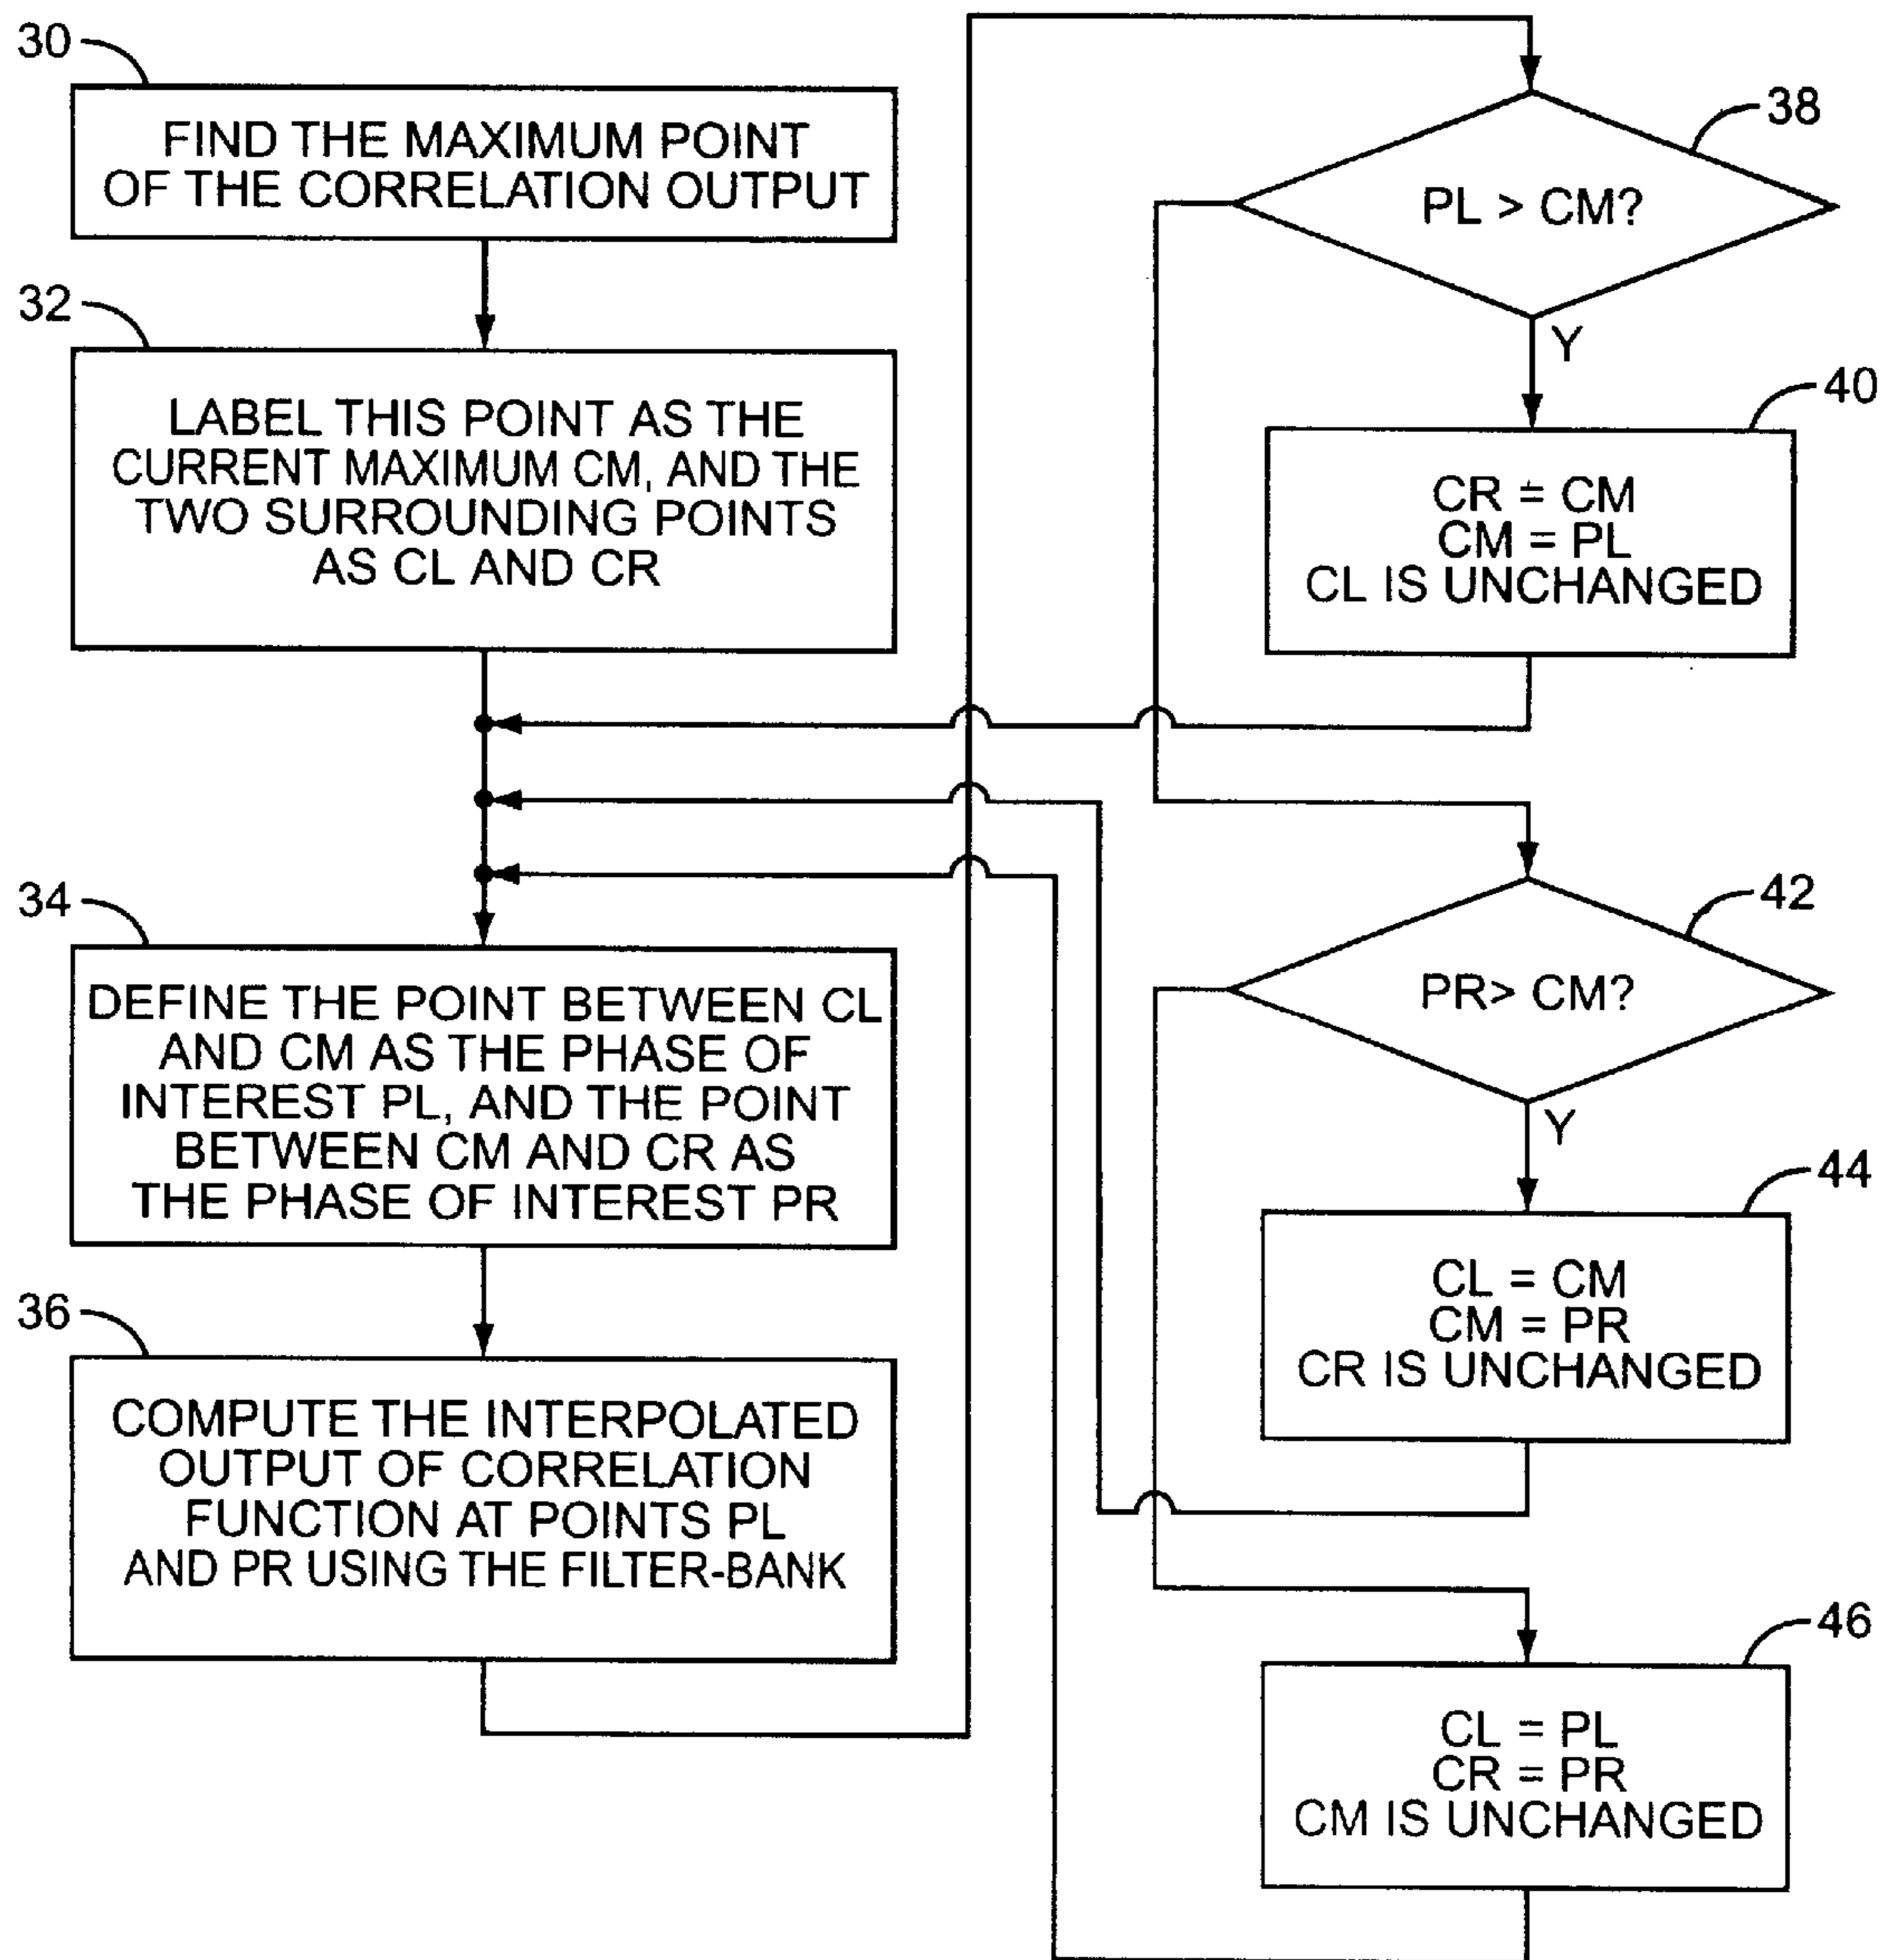 30
FIND THE MAXIMUM POINT
OF THE CORRELATION OUTPUT
32
LABEL THIS POINT AS THE
CURRENT MAXIMUM CM, AND THE
TWO SURROUNDING POINTS
AS CL AND CR
34
DEFINE THE POINT BETWEEN CL
AND CM AS THE PHASE OF
INTEREST PL, AND THE POINT
BETWEEN CM AND CR AS
THE PHASE OF INTEREST PR
36
COMPUTE THE INTERPOLATED
OUTPUT OF CORRELATION
FUNCTION AT POINTS PL
AND PR USING THE FILTER-BANK
38
PL > CM?
Y
40
CR = CM
CM = PL
CL IS UNCHANGED
42
PR> CM?
Y
44
CL = CM
CM = PR
CR IS UNCHANGED
46
CL = PL
CR = PR
CM IS UNCHANGED